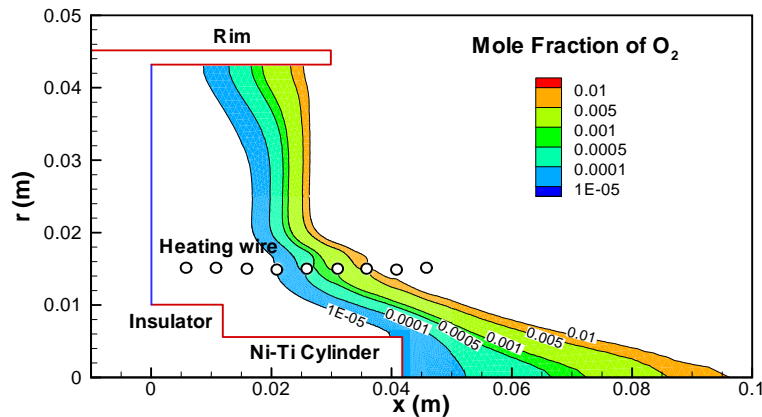 0.05
0.04
0.03
0.02
0.01
0
r (m)
Rim
Mole Fraction of O2
0.01
0.005
0.001
0.0005
0.0001
1E-05
Heating wire
Insulator
Ni-Ti Cylinder
1E-05
0.0001
0.0005
0.001
0.005
0.01
0
0.02
0.04
0.06
0.08
0.1
x (m)